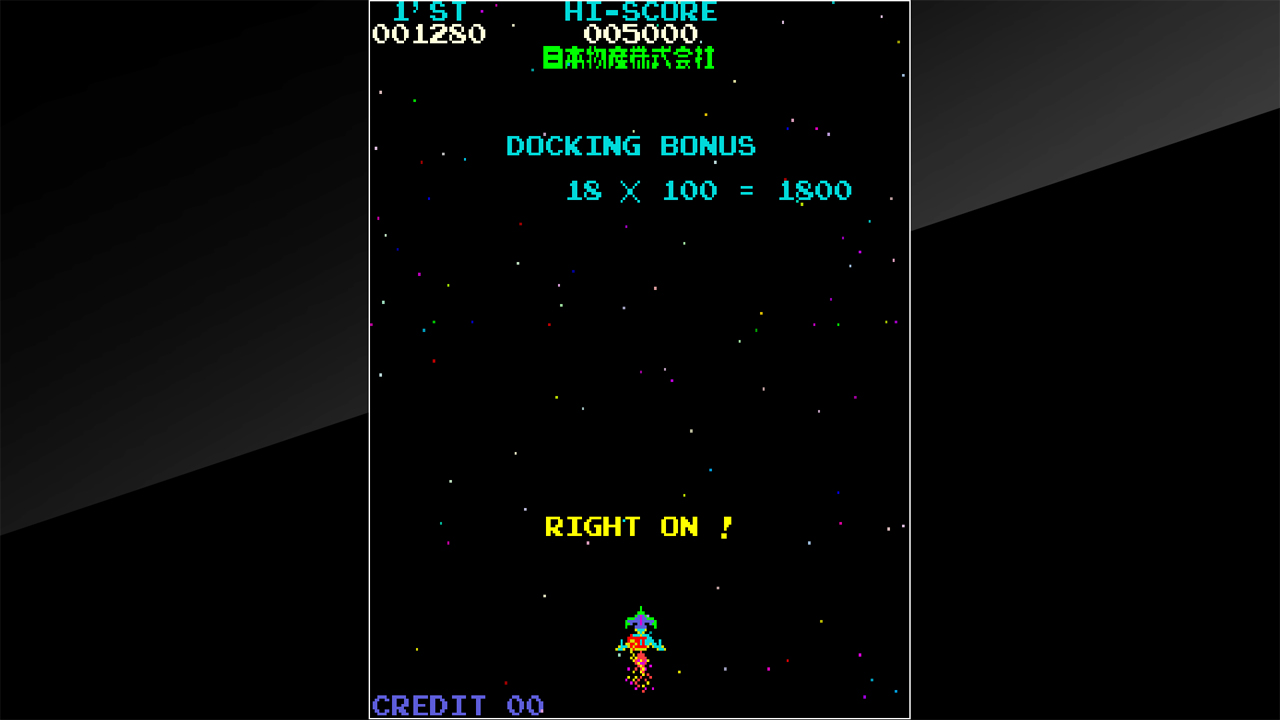 1'ST HI-SCORE
001280 005000
日本物産株式会社
DOCKING BONUS
18 X 100 = 1800
RIGHT ON !
CREDIT 00